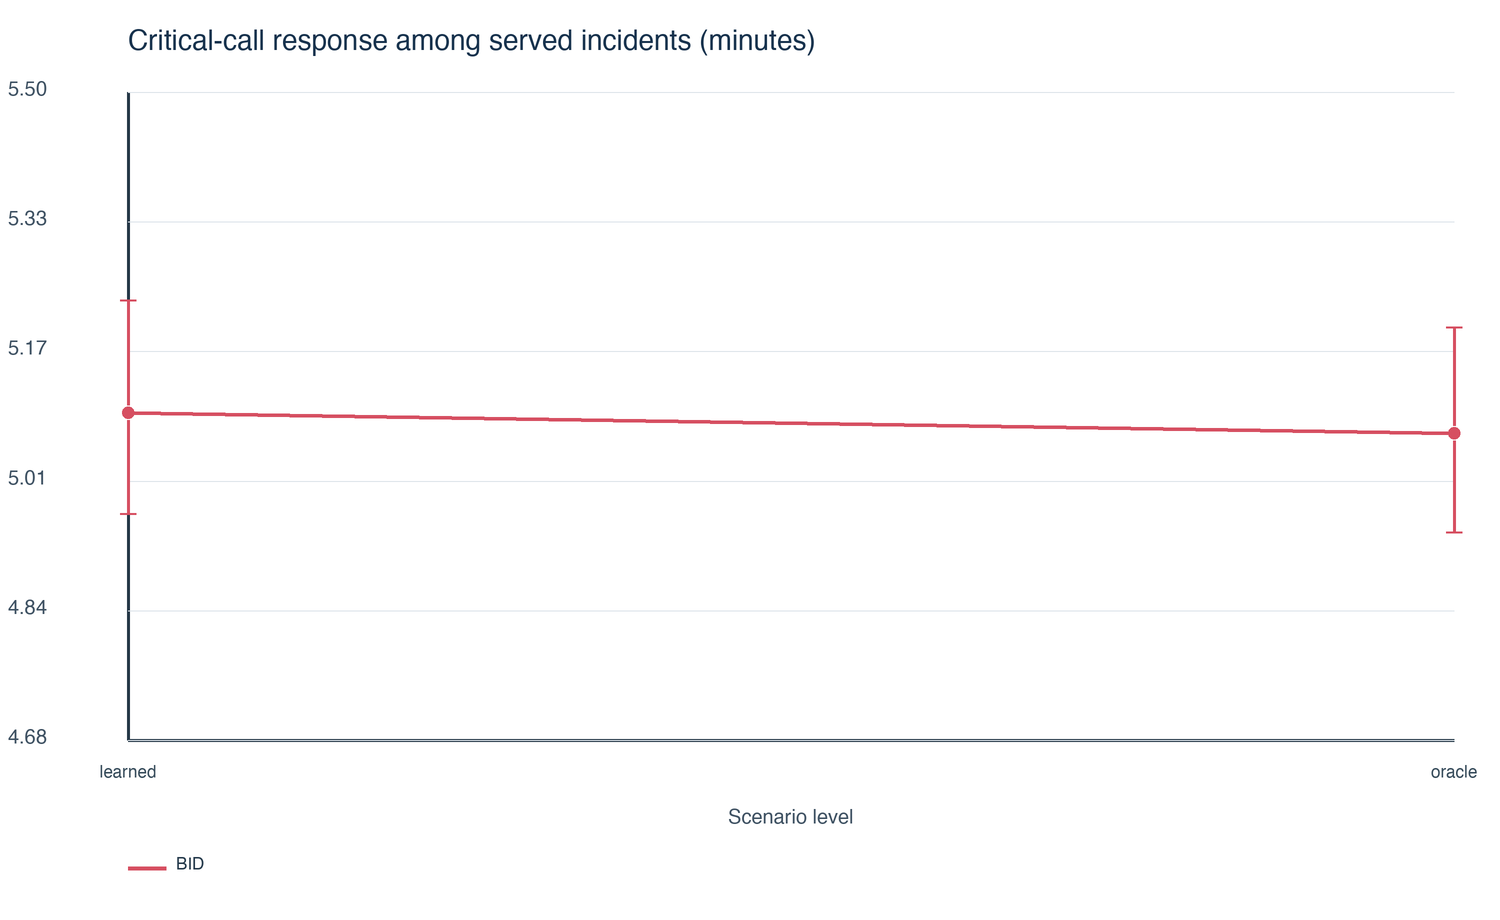 Critical-call response among served incidents (minutes)
5.50
5.33
5.17
5.01
4.84
4.68
learned
oracle
Scenario level
BID